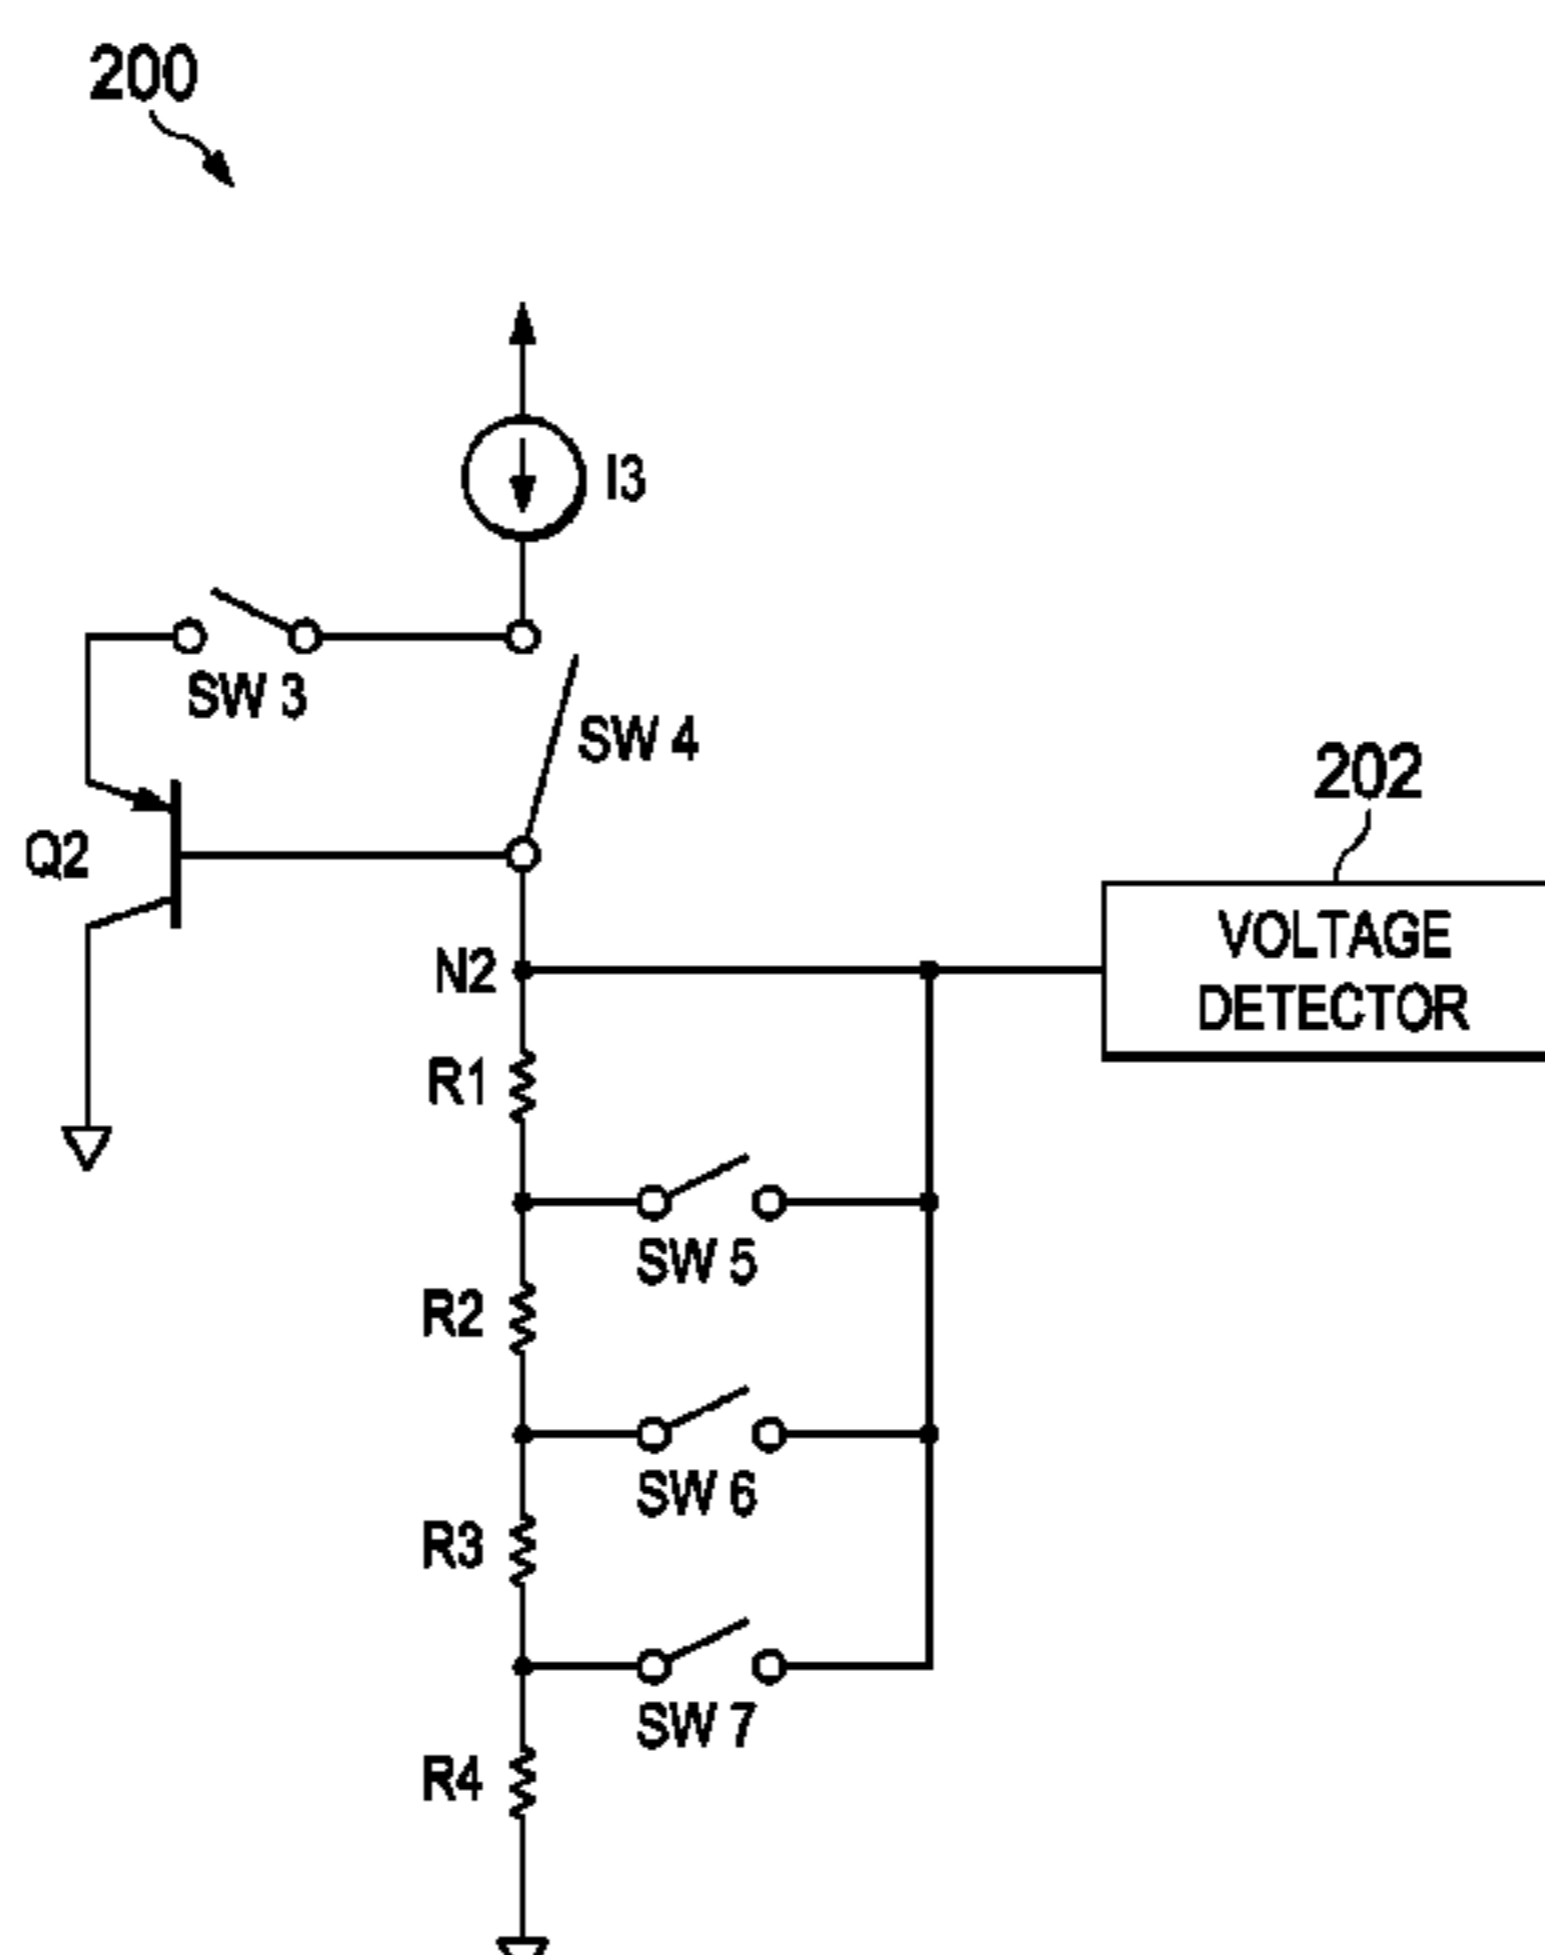 200
I3
SW 3
SW 4
202
Q2
VOLTAGE
DETECTOR
N2
R1
SW 5
R2
SW 6
R3
SW 7
R4